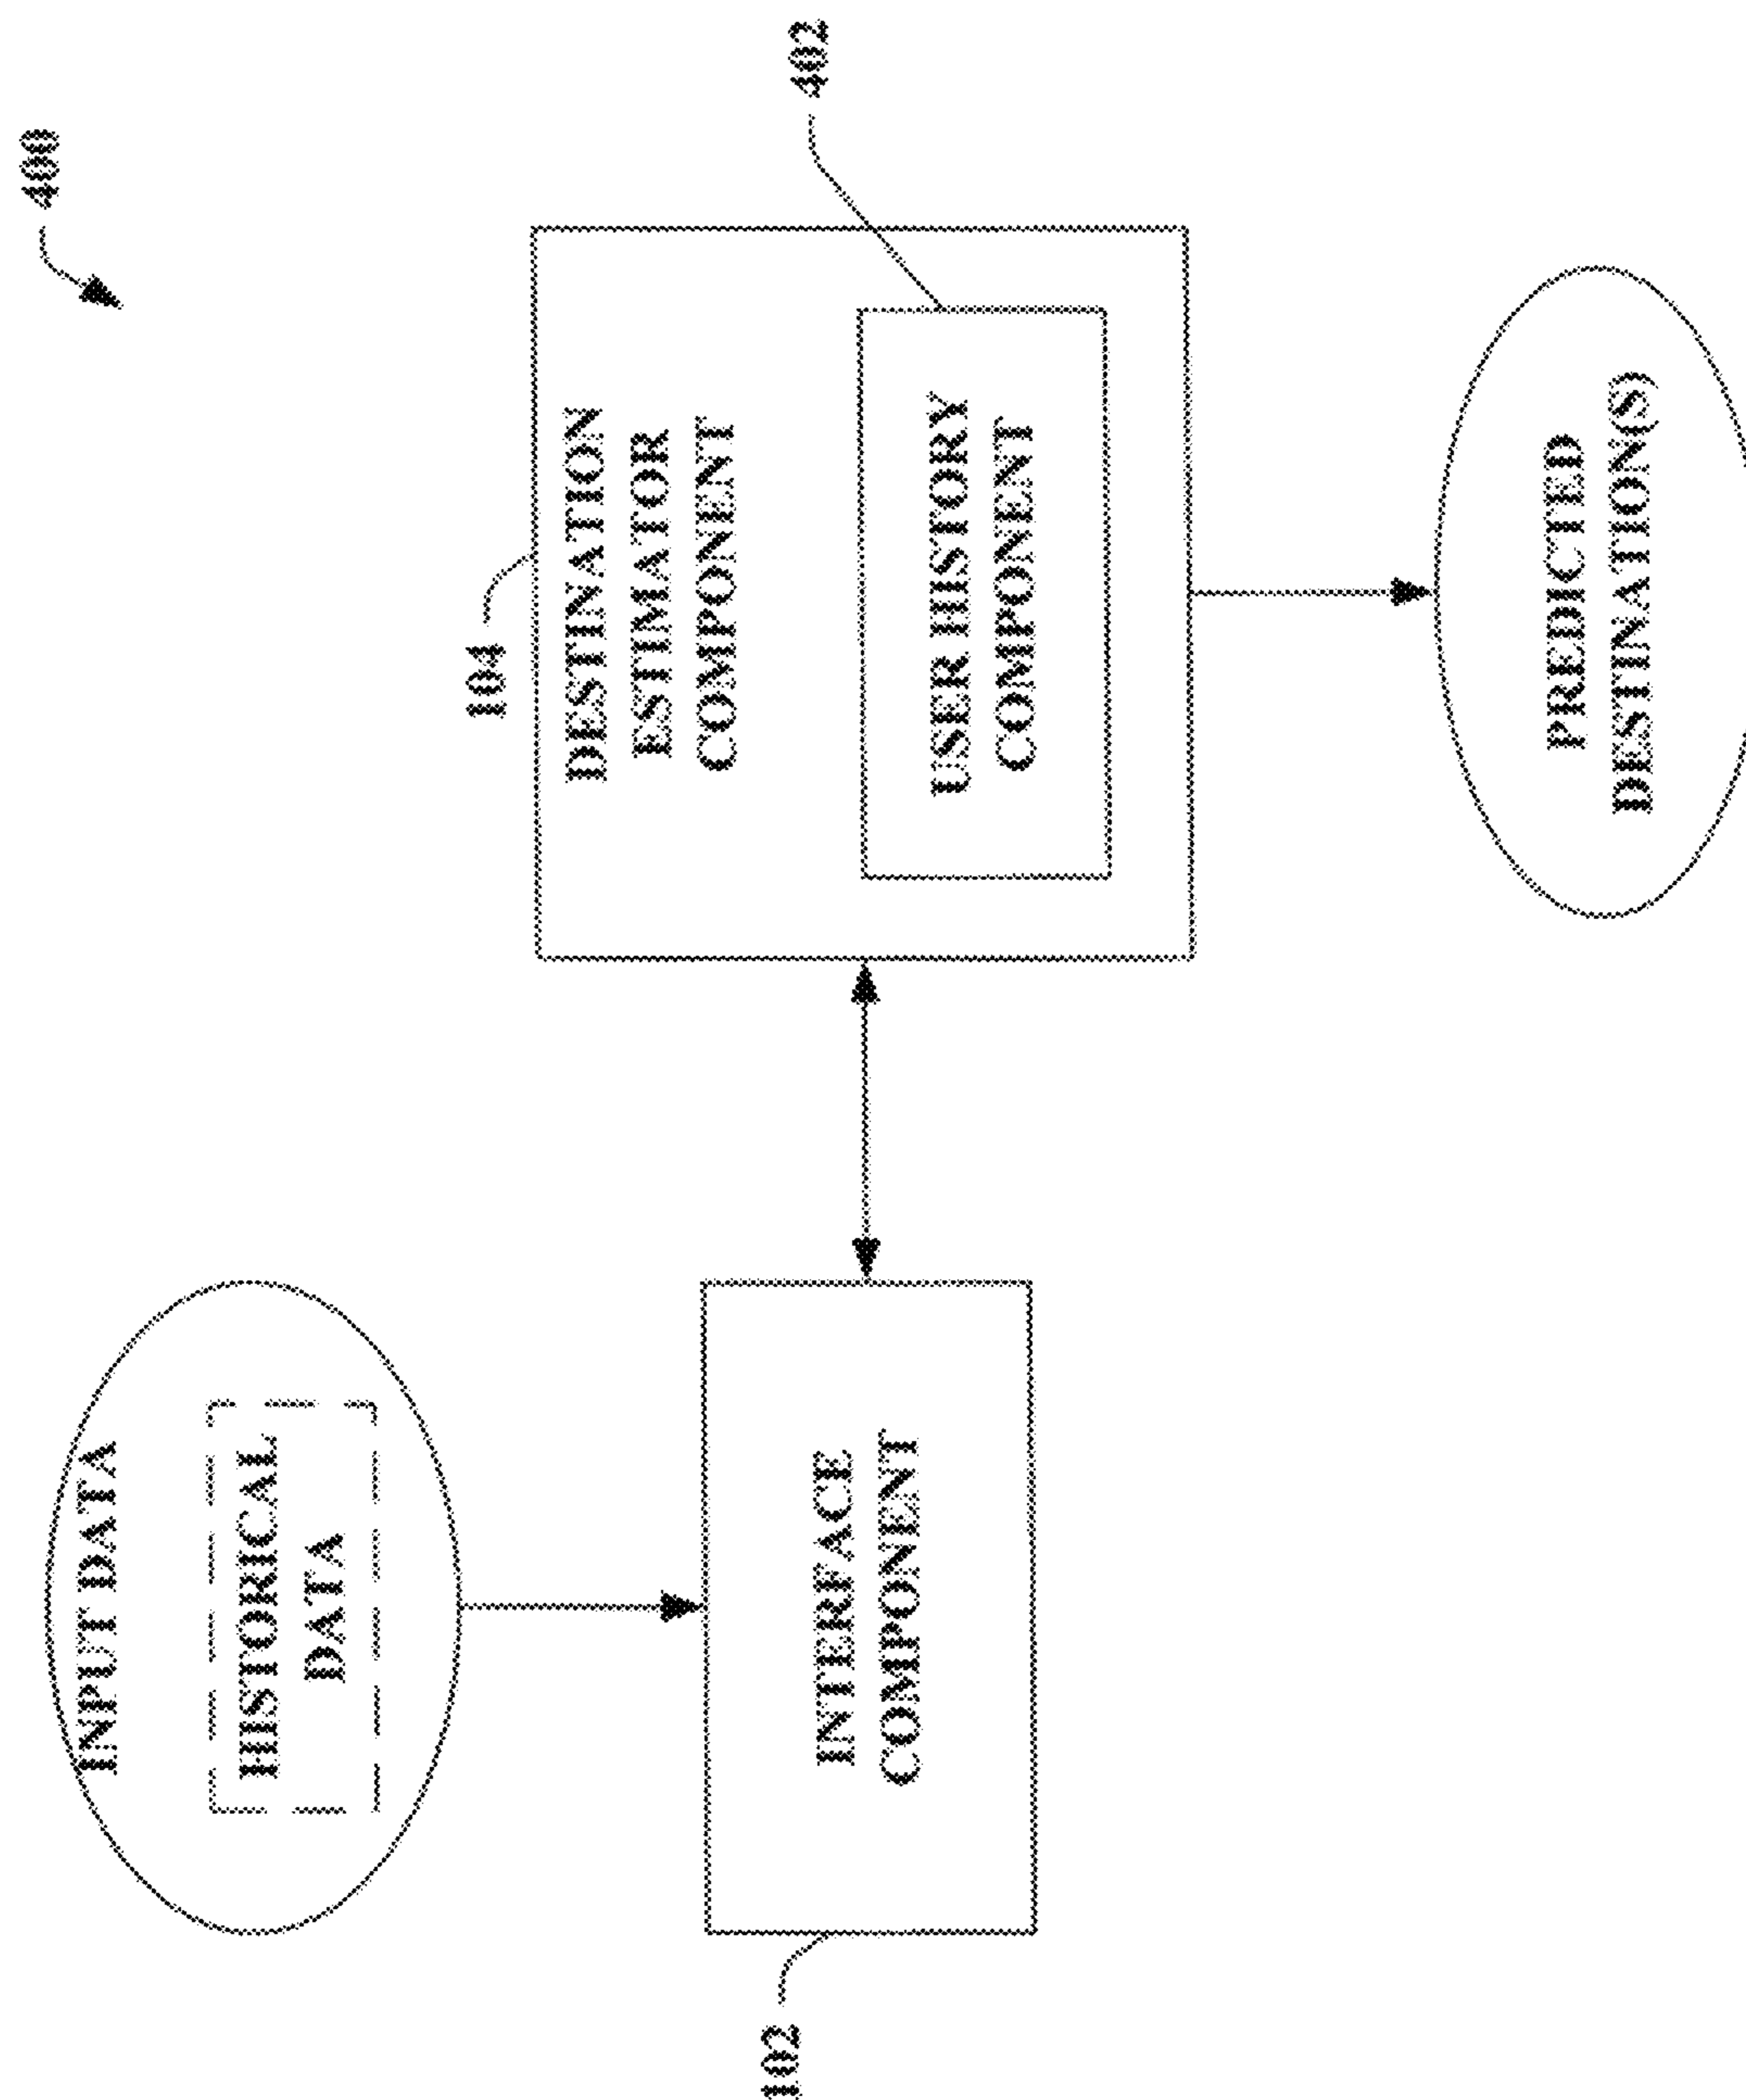 400
INPUT DATA
HISTORICAL
DATA
102
INTERFACE
COMPONENT
104
DESTINATION
ESTIMATOR
COMPONENT
402
USER HISTORY
COMPONENT
PREDICTED
DESTINATION(S)